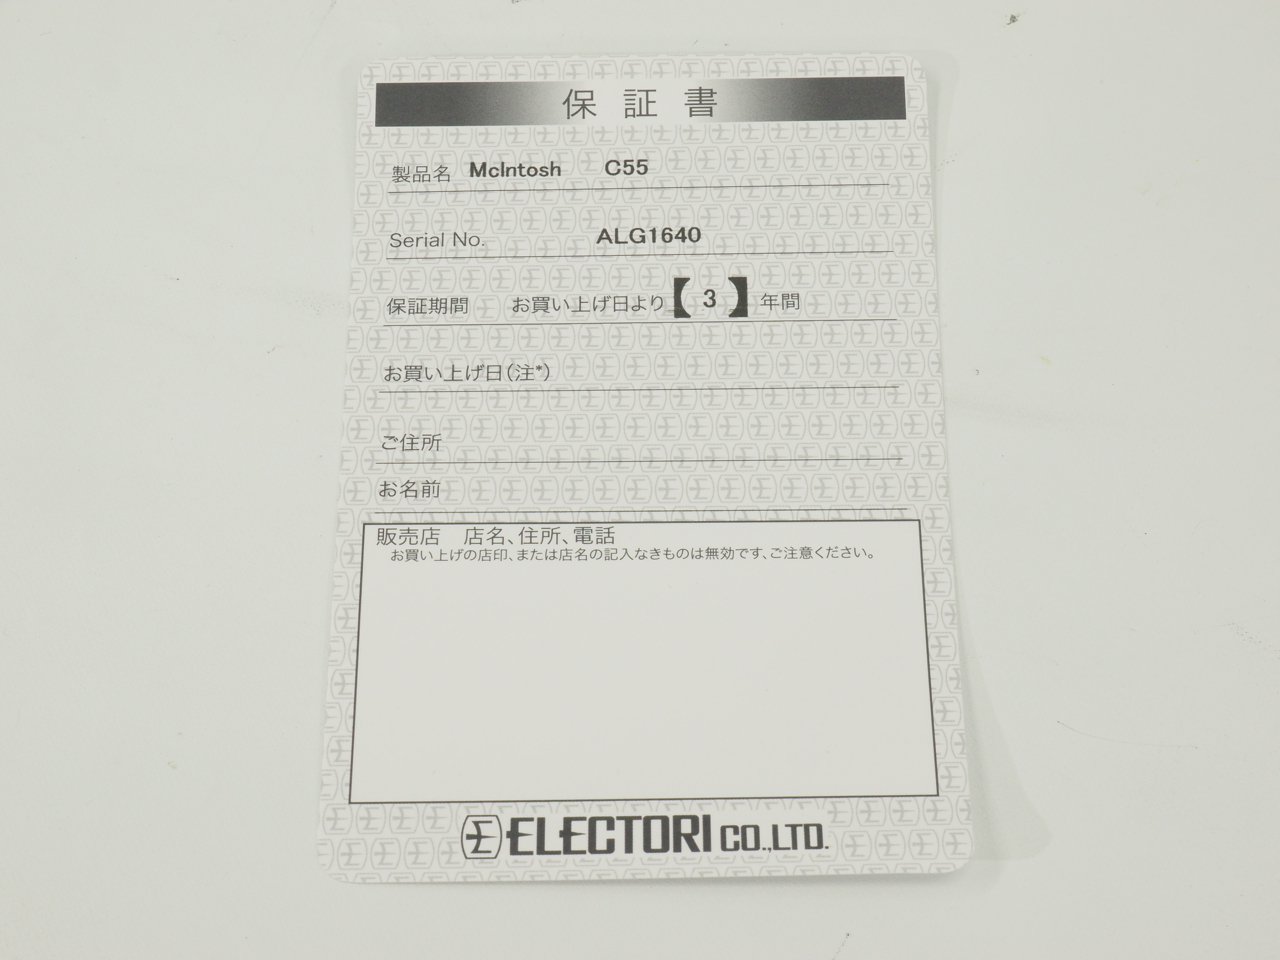 保証書
製品名 McIntosh C55
Serial No. ALG1640
保証期間 お買い上げ日より【 3 】年間
お買い上げ日(注*)
ご住所
お名前
販売店 店名、住所、電話
お買い上げの店印、または店名の記入なきものは無効です、ご注意ください。
ELECTORI CO.,LTD.